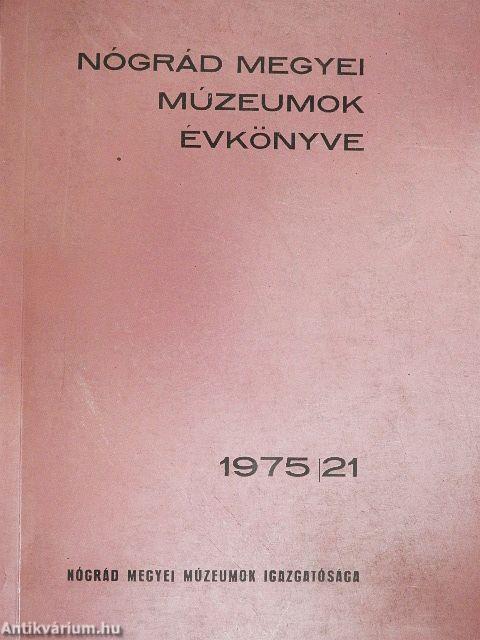 NÓGRÁD MEGYEI
MÚZEUMOK
ÉVKÖNYVE
1975|21
NÓGRÁD MEGYEI MÚZEUMOK IGAZGATÓSÁGA
Antikvárium.hu